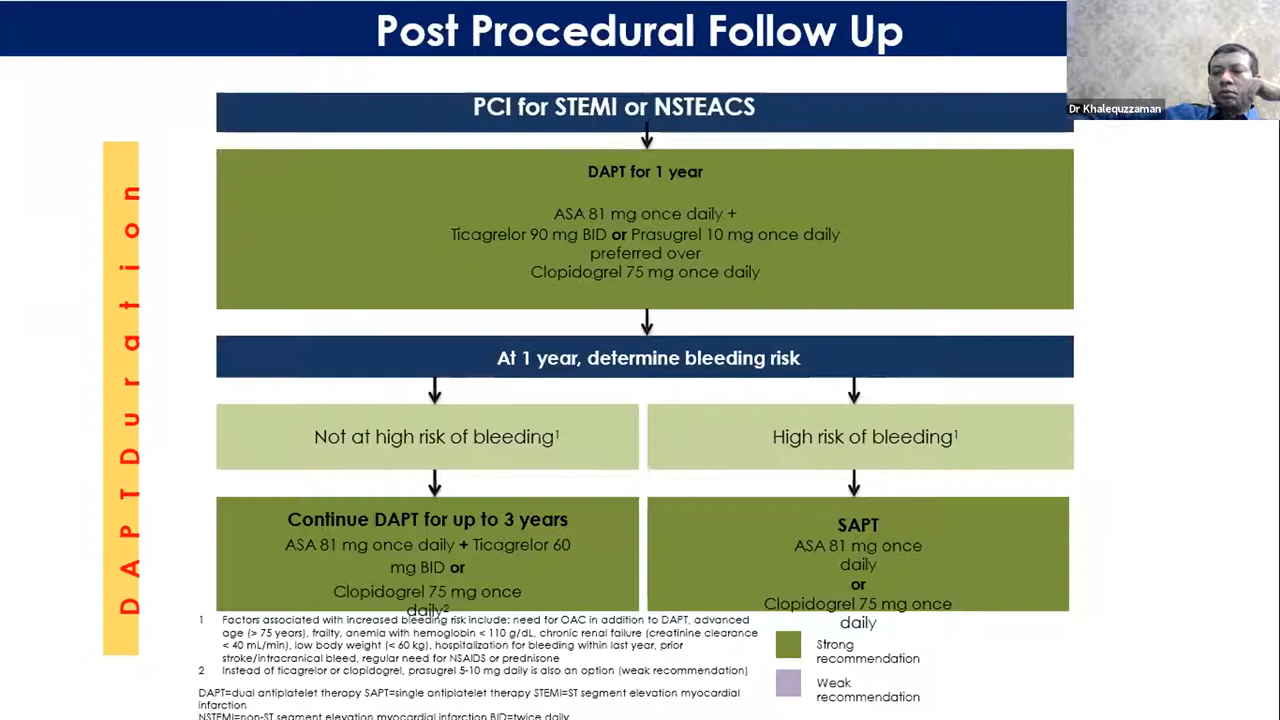 Post Procedural Follow Up
Dr Khalequzzaman
PCI for STEMI or NSTEACS
DAPT Duration
DAPT for 1 year
ASA 81 mg once daily +
Ticagrelor 90 mg BID or Prasugrel 10 mg once daily
preferred over
Clopidogrel 75 mg once daily
At 1 year, determine bleeding risk
Not at high risk of bleeding¹
High risk of bleeding¹
Continue DAPT for up to 3 years
ASA 81 mg once daily + Ticagrelor 60
mg BID or
Clopidogrel 75 mg once
daily²
SAPT
ASA 81 mg once
daily
or
Clopidogrel 75 mg once
daily
1 Factors associated with increased bleeding risk include: need for OAC in addition to DAPT, advanced
age (> 75 years), frailty, anemia with hemoglobin < 110 g/dL, chronic renal failure (creatinine clearance
< 40 mL/min), low body weight (< 60 kg), hospitalization for bleeding within last year, prior
stroke/intracranical bleed, regular need for NSAIDS or prednisone
2 Instead of ticagrelor or clopidogrel, prasugrel 5-10 mg daily is also an option (weak recommendation)
DAPT=dual antiplatelet therapy SAPT=single antiplatelet therapy STEMI=ST segment elevation myocardial
infarction
NSTEMI=non-ST segment elevation myocardial infarction BID=twice daily
Strong
recommendation
Weak
recommendation